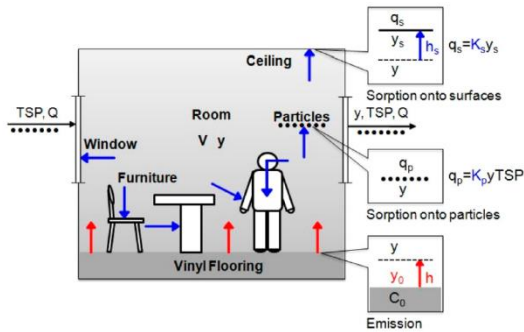 q_s
y_s
y
h_s
q_s=K_sy_s
Sorption onto surfaces
Ceiling
TSP, Q
Room
V y
Particles
y, TSP, Q
Window
Furniture
q_p
y
q_p=K_pyTSP
Sorption onto particles
y
y_0
h
C_0
Vinyl Flooring
Emission